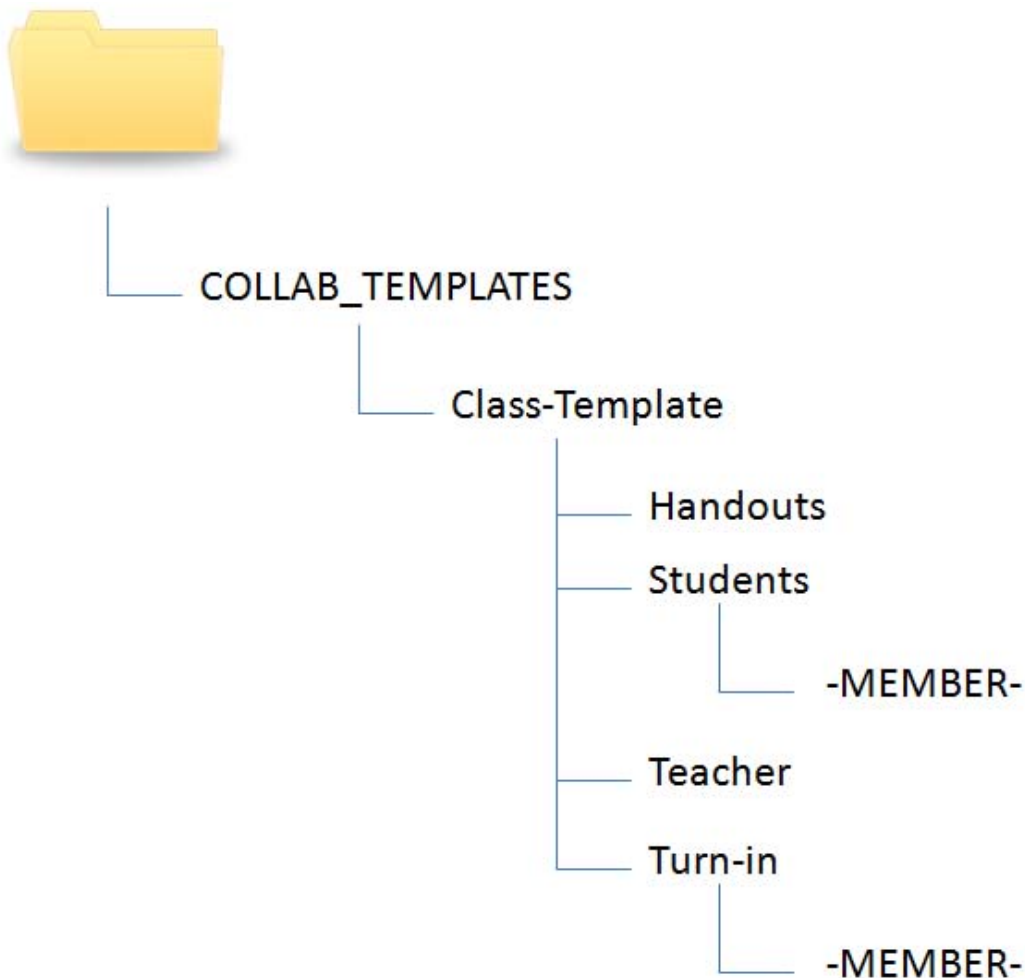 COLLAB_TEMPLATES
Class-Template
Handouts
Students
-MEMBER-
Teacher
Turn-in
-MEMBER-